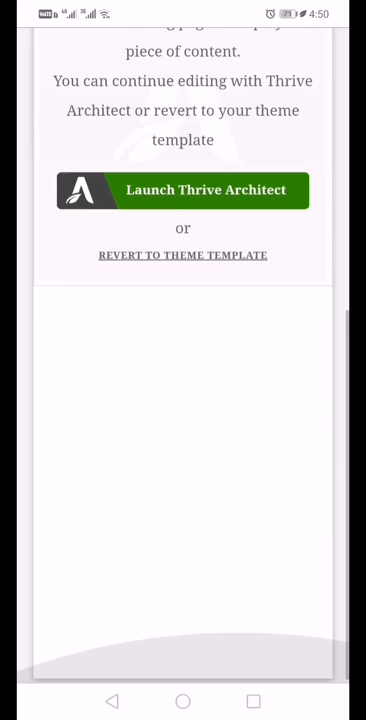 71 4:50
piece of content.
You can continue editing with Thrive
Architect or revert to your theme
template
Launch Thrive Architect
or
REVERT TO THEME TEMPLATE